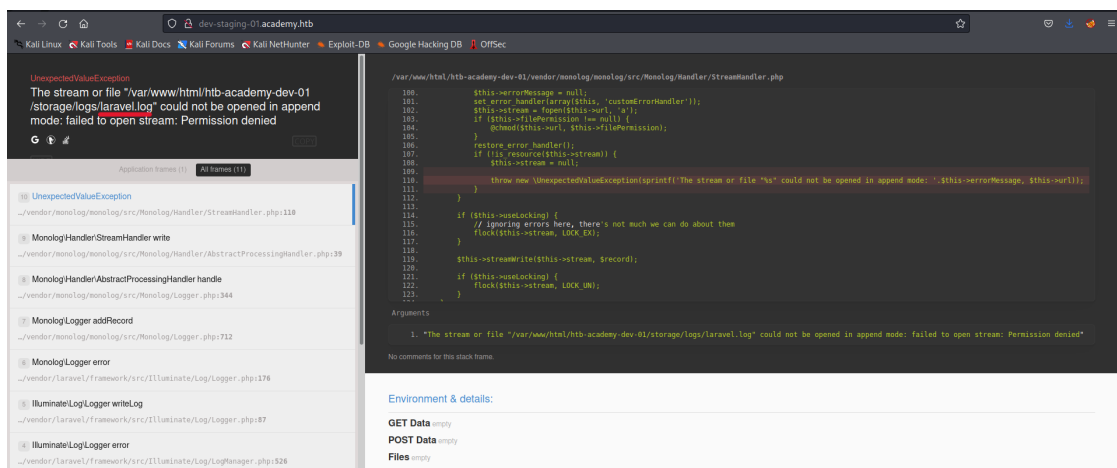 dev-staging-01.academy.htb
Kali Linux Kali Tools Kali Docs Kali Forums Kali NetHunter Exploit-DB Google Hacking DB OffSec
UnexpectedValueException
The stream or file "/var/www/html/htb-academy-dev-01
/storage/logs/laravel.log" could not be opened in append
mode: failed to open stream: Permission denied
Application frames (1) All frames (11)
10 UnexpectedValueException
…/vendor/monolog/monolog/src/Monolog/Handler/StreamHandler.php:110
9 Monolog\Handler\StreamHandler write
…/vendor/monolog/monolog/src/Monolog/Handler/AbstractProcessingHandler.php:39
8 Monolog\Handler\AbstractProcessingHandler handle
…/vendor/monolog/monolog/src/Monolog/Logger.php:344
7 Monolog\Logger addRecord
…/vendor/monolog/monolog/src/Monolog/Logger.php:712
6 Monolog\Logger error
…/vendor/laravel/framework/src/Illuminate/Log/Logger.php:176
5 Illuminate\Log\Logger writeLog
…/vendor/laravel/framework/src/Illuminate/Log/Logger.php:87
4 Illuminate\Log\Logger error
…/vendor/laravel/framework/src/Illuminate/Log/LogManager.php:526
/var/www/html/htb-academy-dev-01/vendor/monolog/monolog/src/Monolog/Handler/StreamHandler.php
100. $this->errorMessage = null;
101. set_error_handler(array($this, 'customErrorHandler'));
102. $this->stream = fopen($this->url, 'a');
103. if ($this->filePermission !== null) {
104. @chmod($this->url, $this->filePermission);
105. }
106. restore_error_handler();
107. if (!is_resource($this->stream)) {
108. $this->stream = null;
109.
110. throw new \UnexpectedValueException(sprintf('The stream or file "%s" could not be opened in append mode: '.$this->errorMessage, $this->url));
111. }
112. }
113.
114. if ($this->useLocking) {
115. // ignoring errors here, there's not much we can do about them
116. flock($this->stream, LOCK_EX);
117. }
118.
119. $this->streamWrite($this->stream, $record);
120.
121. if ($this->useLocking) {
122. flock($this->stream, LOCK_UN);
123. }
Arguments
1. "The stream or file "/var/www/html/htb-academy-dev-01/storage/logs/laravel.log" could not be opened in append mode: failed to open stream: Permission denied"
No comments for this stack frame.
Environment & details:
GET Data empty
POST Data empty
Files empty